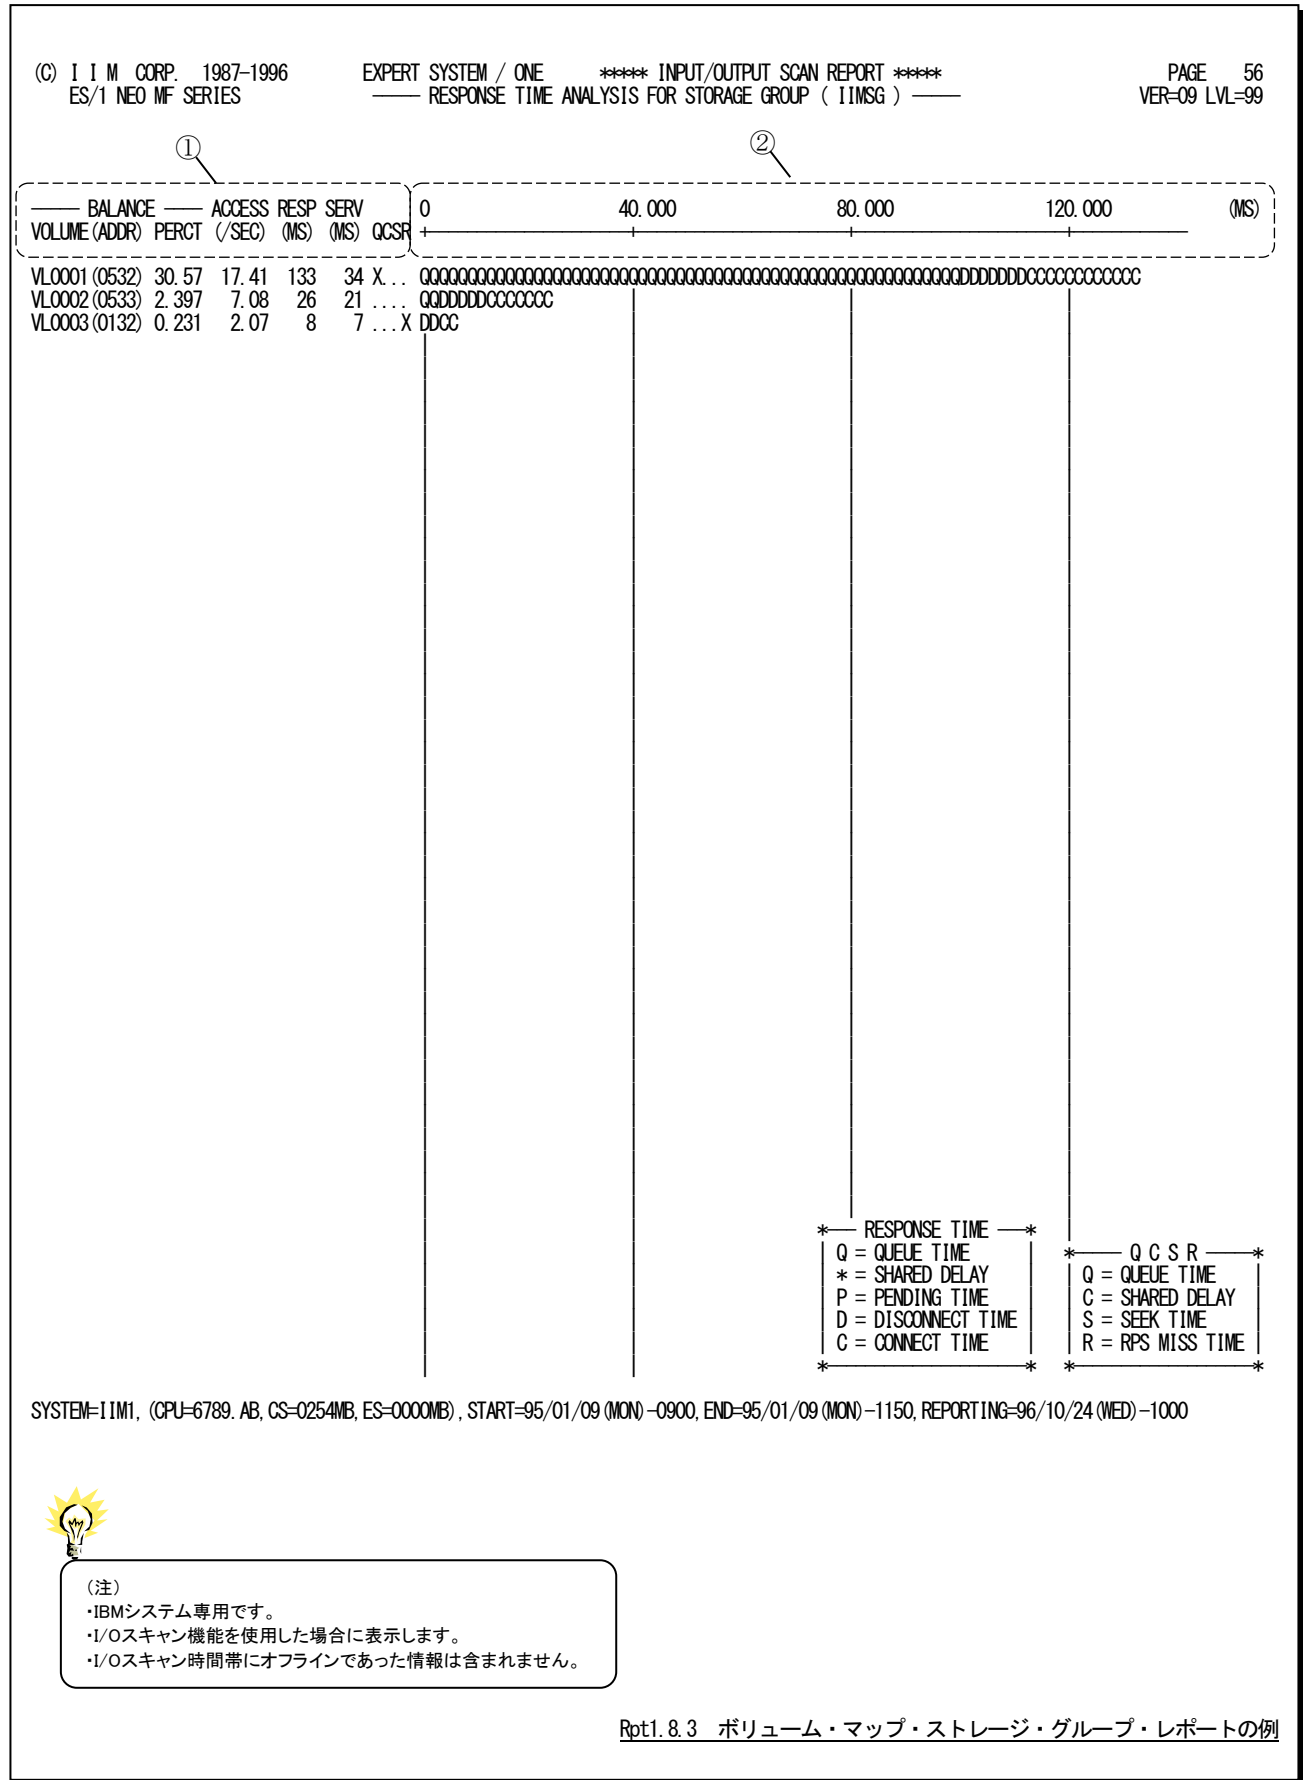 (C) I I M CORP. 1987-1996 EXPERT SYSTEM / ONE ***** INPUT/OUTPUT SCAN REPORT ***** PAGE 56
ES/1 NEO MF SERIES ――― RESPONSE TIME ANALYSIS FOR STORAGE GROUP ( IIMSG ) ――― VER=09 LVL=99
① ②
――― BALANCE ――― ACCESS RESP SERV 0 40.000 80.000 120.000 (MS)
VOLUME(ADDR) PERCT (/SEC) (MS) (MS) QCSR
VL0001(0532) 30.57 17.41 133 34 X... QQQQQQQQQQQQQQQQQQQQQQQQQQQQQQQQQQQQQQQQQQQQQQQQQQQQQQQQQDDDDDDDCCCCCCCCCCCC
VL0002(0533) 2.397 7.08 26 21 .... QQDDDDDCCCCCCC
VL0003(0132) 0.231 2.07 8 7 ...X DDCC
*―― RESPONSE TIME ――*
Q = QUEUE TIME
*――― Q C S R ―――*
* = SHARED DELAY Q = QUEUE TIME
P = PENDING TIME C = SHARED DELAY
D = DISCONNECT TIME S = SEEK TIME
C = CONNECT TIME R = RPS MISS TIME
SYSTEM=IIM1, (CPU=6789.AB,CS=0254MB,ES=0000MB),START=95/01/09(MON)-0900,END=95/01/09(MON)-1150,REPORTING=96/10/24(WED)-1000
（注）
・IBMシステム専用です。
・I/Oスキャン機能を使用した場合に表示します。
・I/Oスキャン時間帯にオフラインであった情報は含まれません。
Rpt1.8.3 ボリューム・マップ・ストレージ・グループ・レポートの例